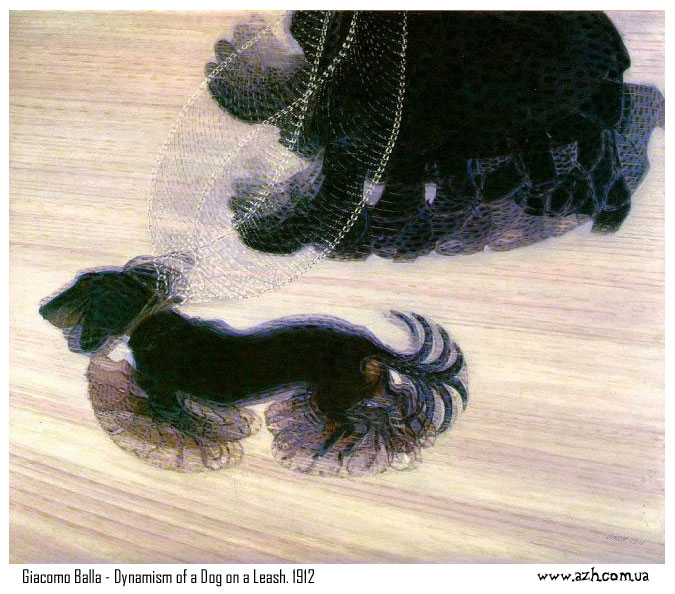 Giacomo Balla - Dynamism of a Dog on a Leash. 1912
www.azh.com.ua